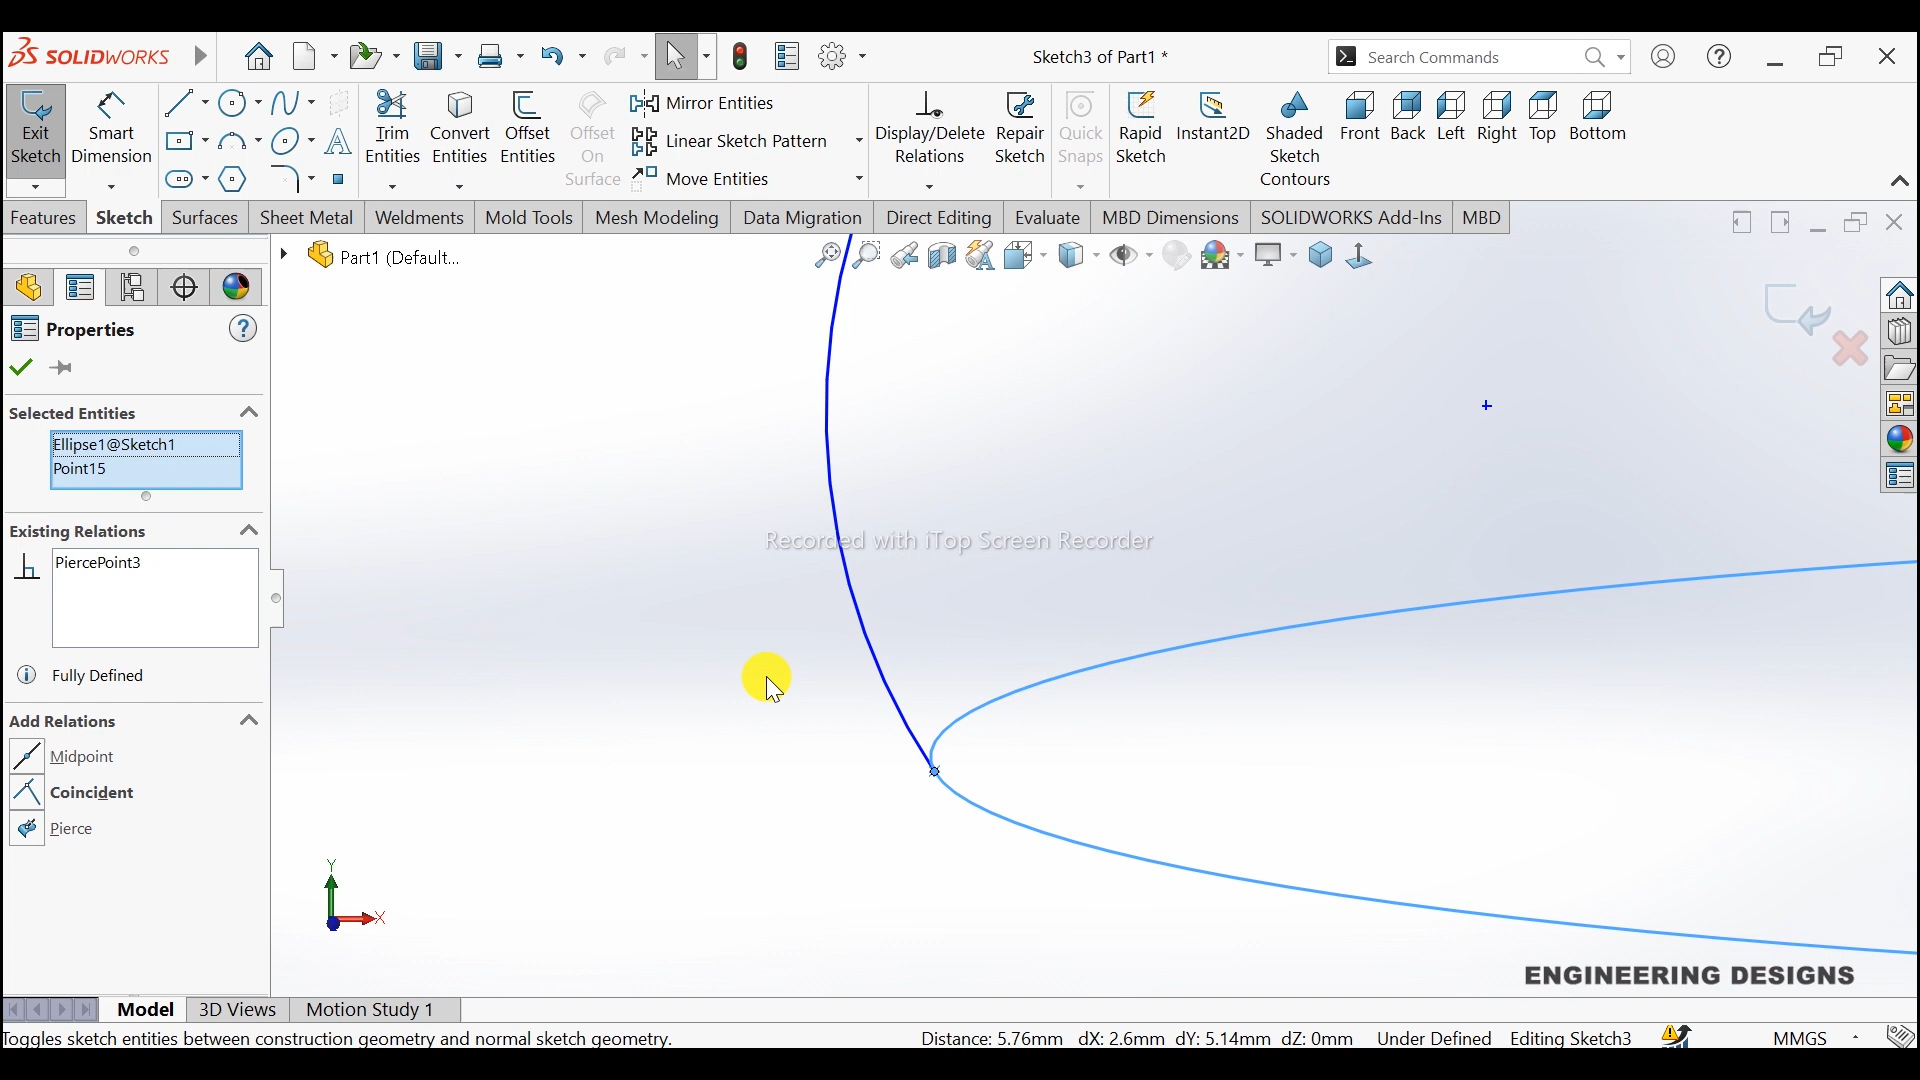 SOLIDWORKS
Sketch3 of Part1 *
Search Commands
Exit Sketch
Smart Dimension
Trim Entities
Convert Entities
Offset Entities
Offset On Surface
Mirror Entities
Linear Sketch Pattern
Move Entities
Display/Delete Relations
Repair Sketch
Quick Snaps
Rapid Sketch
Instant2D
Shaded Sketch Contours
Front
Back
Left
Right
Top
Bottom
Features
Sketch
Surfaces
Sheet Metal
Weldments
Mold Tools
Mesh Modeling
Data Migration
Direct Editing
Evaluate
MBD Dimensions
SOLIDWORKS Add-Ins
MBD
Part1 (Default...
Properties
Selected Entities
Ellipse1@Sketch1
Point15
Existing Relations
PiercePoint3
Fully Defined
Add Relations
Midpoint
Coincident
Pierce
Recorded with iTop Screen Recorder
Y
X
ENGINEERING DESIGNS
Model
3D Views
Motion Study 1
Toggles sketch entities between construction geometry and normal sketch geometry.
Distance: 5.76mm dX: 2.6mm dY: 5.14mm dZ: 0mm
Under Defined
Editing Sketch3
MMGS